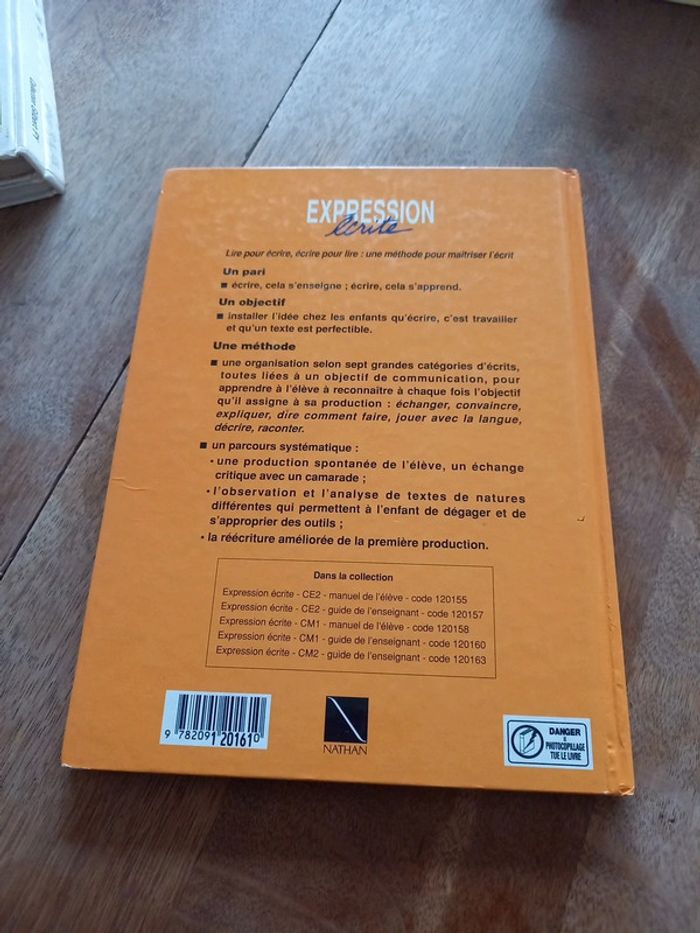 EXPRESSION
écrite
Lire pour écrire, écrire pour lire : une méthode pour maîtriser l'écrit
Un pari
■ écrire, cela s'enseigne ; écrire, cela s'apprend.
Un objectif
■ installer l'idée chez les enfants qu'écrire, c'est travailler
et qu'un texte est perfectible.
Une méthode
■ une organisation selon sept grandes catégories d'écrits,
toutes liées à un objectif de communication, pour
apprendre à l'élève à reconnaître à chaque fois l'objectif
qu'il assigne à sa production : échanger, convaincre,
expliquer, dire comment faire, jouer avec la langue,
décrire, raconter.
■ un parcours systématique :
• une production spontanée de l'élève, un échange
critique avec un camarade ;
• l'observation et l'analyse de textes de natures
différentes qui permettent à l'enfant de dégager et de
s'approprier des outils ;
• la réécriture améliorée de la première production.
Dans la collection
Expression écrite - CE2 - manuel de l'élève - code 120155
Expression écrite - CE2 - guide de l'enseignant - code 120157
Expression écrite - CM1 - manuel de l'élève - code 120158
Expression écrite - CM1 - guide de l'enseignant - code 120160
Expression écrite - CM2 - guide de l'enseignant - code 120163
9 782091 201610
NATHAN
DANGER
PHOTOCOPILLAGE
TUE LE LIVRE